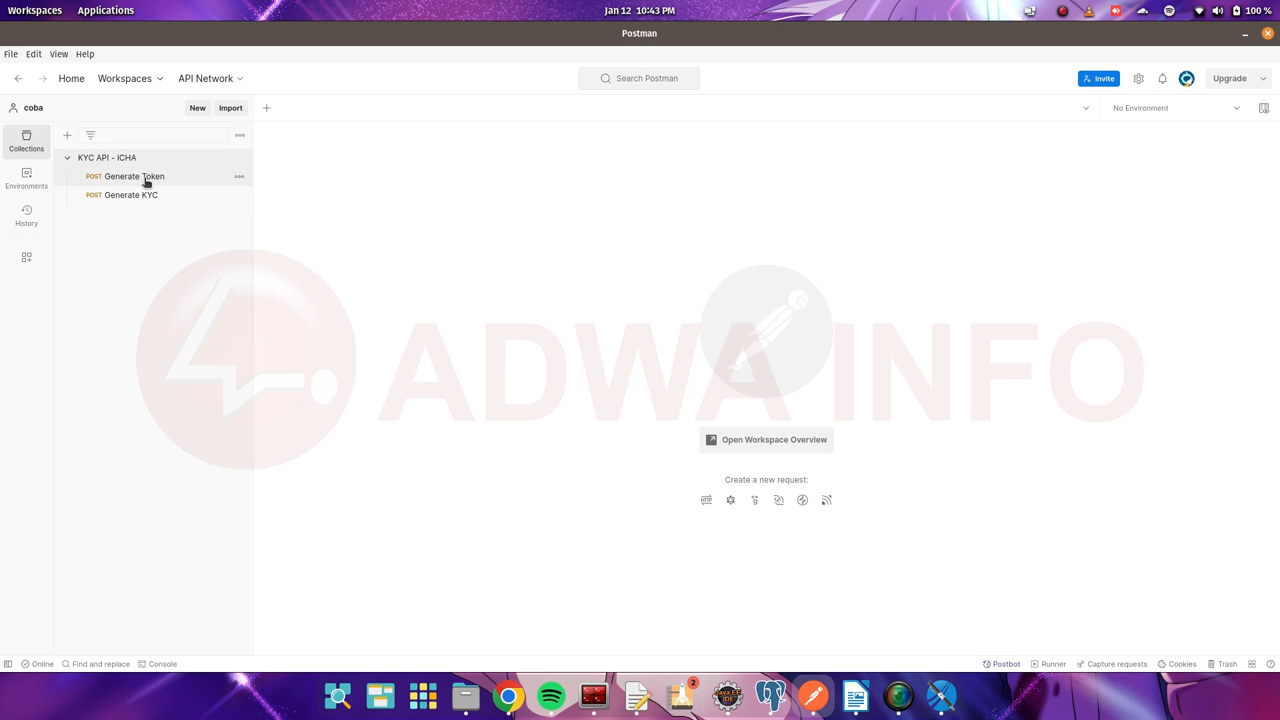 Workspaces Applications Jan 12 10:43 PM 100 %
Postman
File Edit View Help
Home Workspaces API Network Search Postman Invite Upgrade
coba New Import No Environment
Collections
KYC API - ICHA
POST Generate Token
Environments
POST Generate KYC
History
ADWA INFO
Open Workspace Overview
Create a new request:
Online Find and replace Console Postbot Runner Capture requests Cookies Trash
2